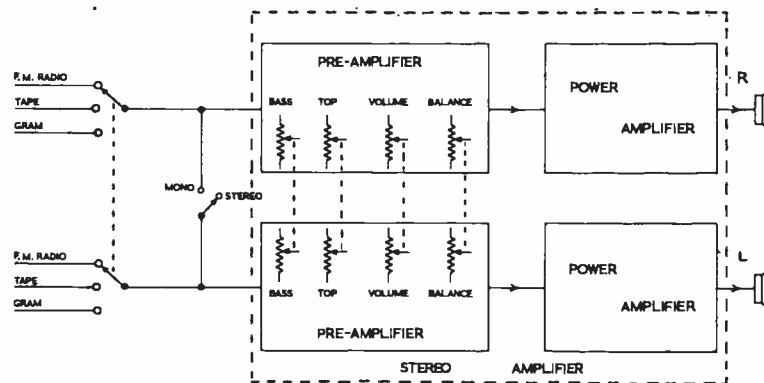 PRE-AMPLIFIER
F.M. RADIO
TAPE
GRAM
BASS TOP VOLUME BALANCE
POWER
AMPLIFIER
R
MONO
STEREO
F.M. RADIO
TAPE
GRAM
BASS TOP VOLUME BALANCE
PRE-AMPLIFIER
POWER
AMPLIFIER
L
STEREO AMPLIFIER